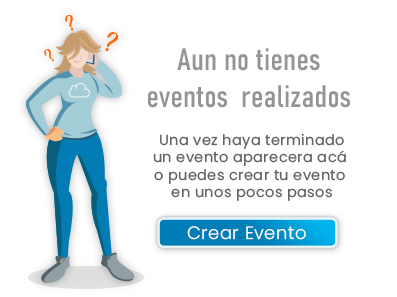 ? ? ?
Aun no tienes
eventos realizados
Una vez haya terminado
un evento aparecera acá
o puedes crear tu evento
en unos pocos pasos
Crear Evento